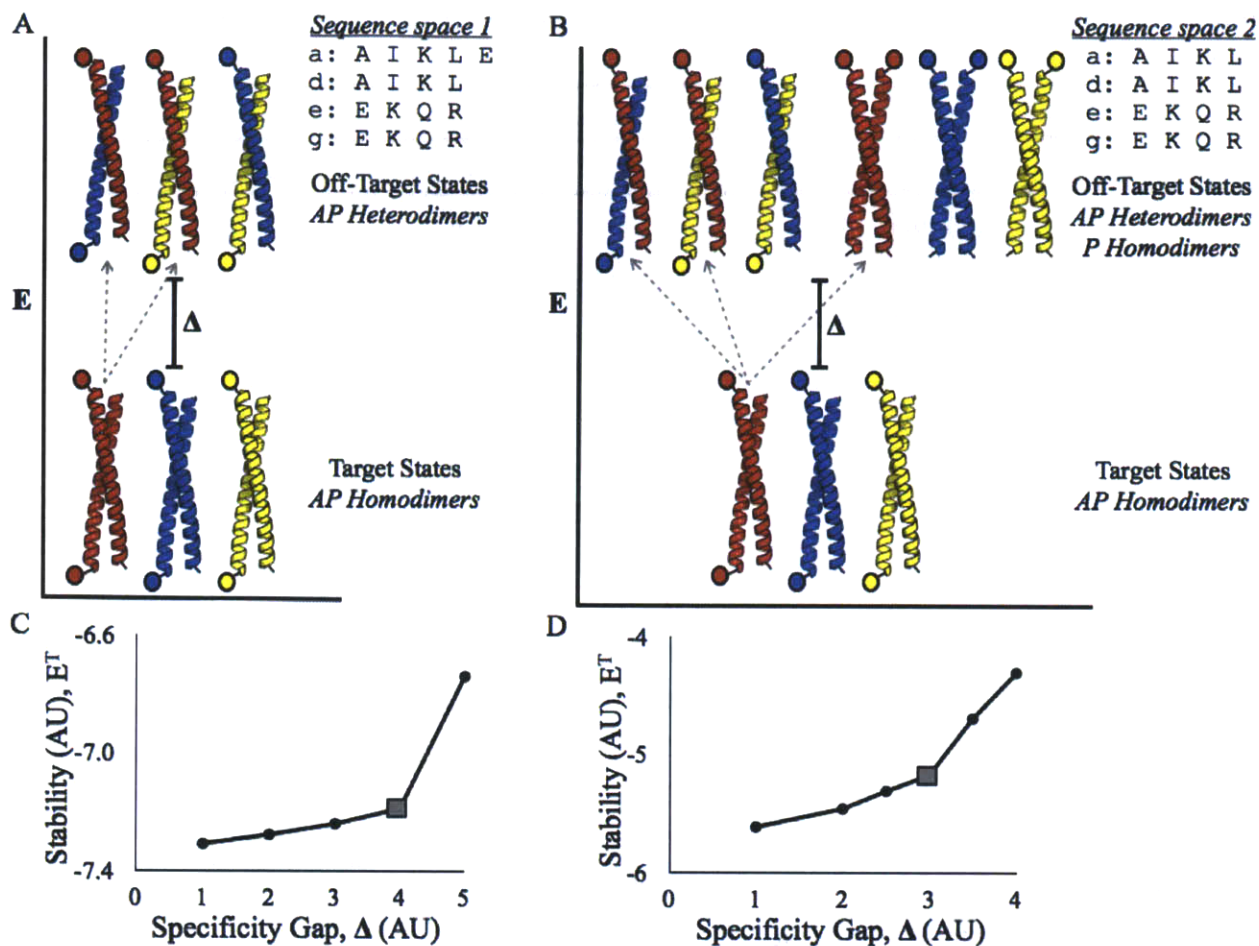 A
Sequence space 1
a: A I K L E
d: A I K L
e: E K Q R
g: E K Q R
Off-Target States
AP Heterodimers
E
Δ
Target States
AP Homodimers
B
Sequence space 2
a: A I K L
d: A I K L
e: E K Q R
g: E K Q R
Off-Target States
AP Heterodimers
P Homodimers
Δ
Target States
AP Homodimers
C
Stability (AU), E^T
-6.6
-7.0
-7.4
0 1 2 3 4 5
Specificity Gap, Δ (AU)
D
Stability (AU), E^T
-4
-5
-6
0 1 2 3 4
Specificity Gap, Δ (AU)